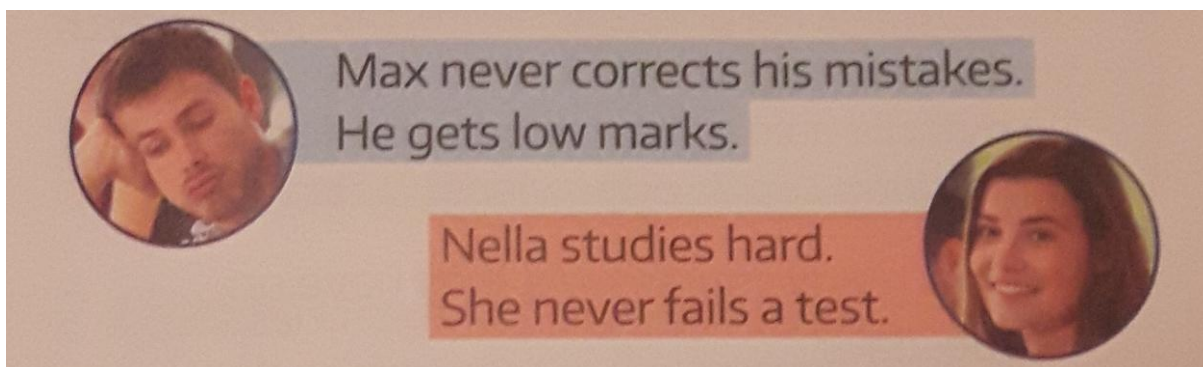 Max never corrects his mistakes.
He gets low marks.
Nella studies hard.
She never fails a test.